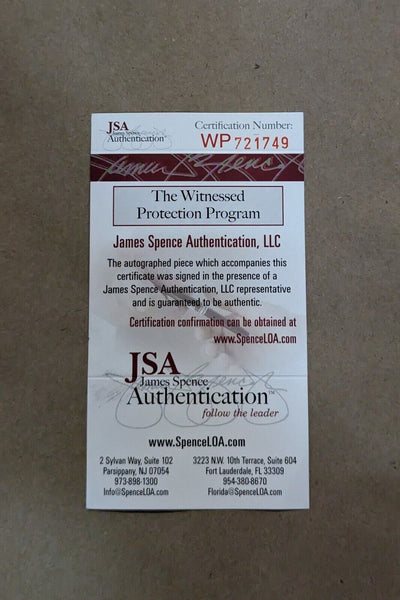 JSA
James Spence
Authentication™
Certification Number:
WP 721749
The Witnessed
Protection Program
James Spence Authentication, LLC
The autographed piece which accompanies this
certificate was signed in the presence of a
James Spence Authentication, LLC representative
and is guaranteed to be authentic.
Certification confirmation can be obtained at
www.SpenceLOA.com
JSA
James Spence
Authentication™
follow the leader
www.SpenceLOA.com
2 Sylvan Way, Suite 102
Parsippany, NJ 07054
973-898-1300
Info@SpenceLOA.com
3223 N.W. 10th Terrace, Suite 604
Fort Lauderdale, FL 33309
954-380-8670
Florida@SpenceLOA.com